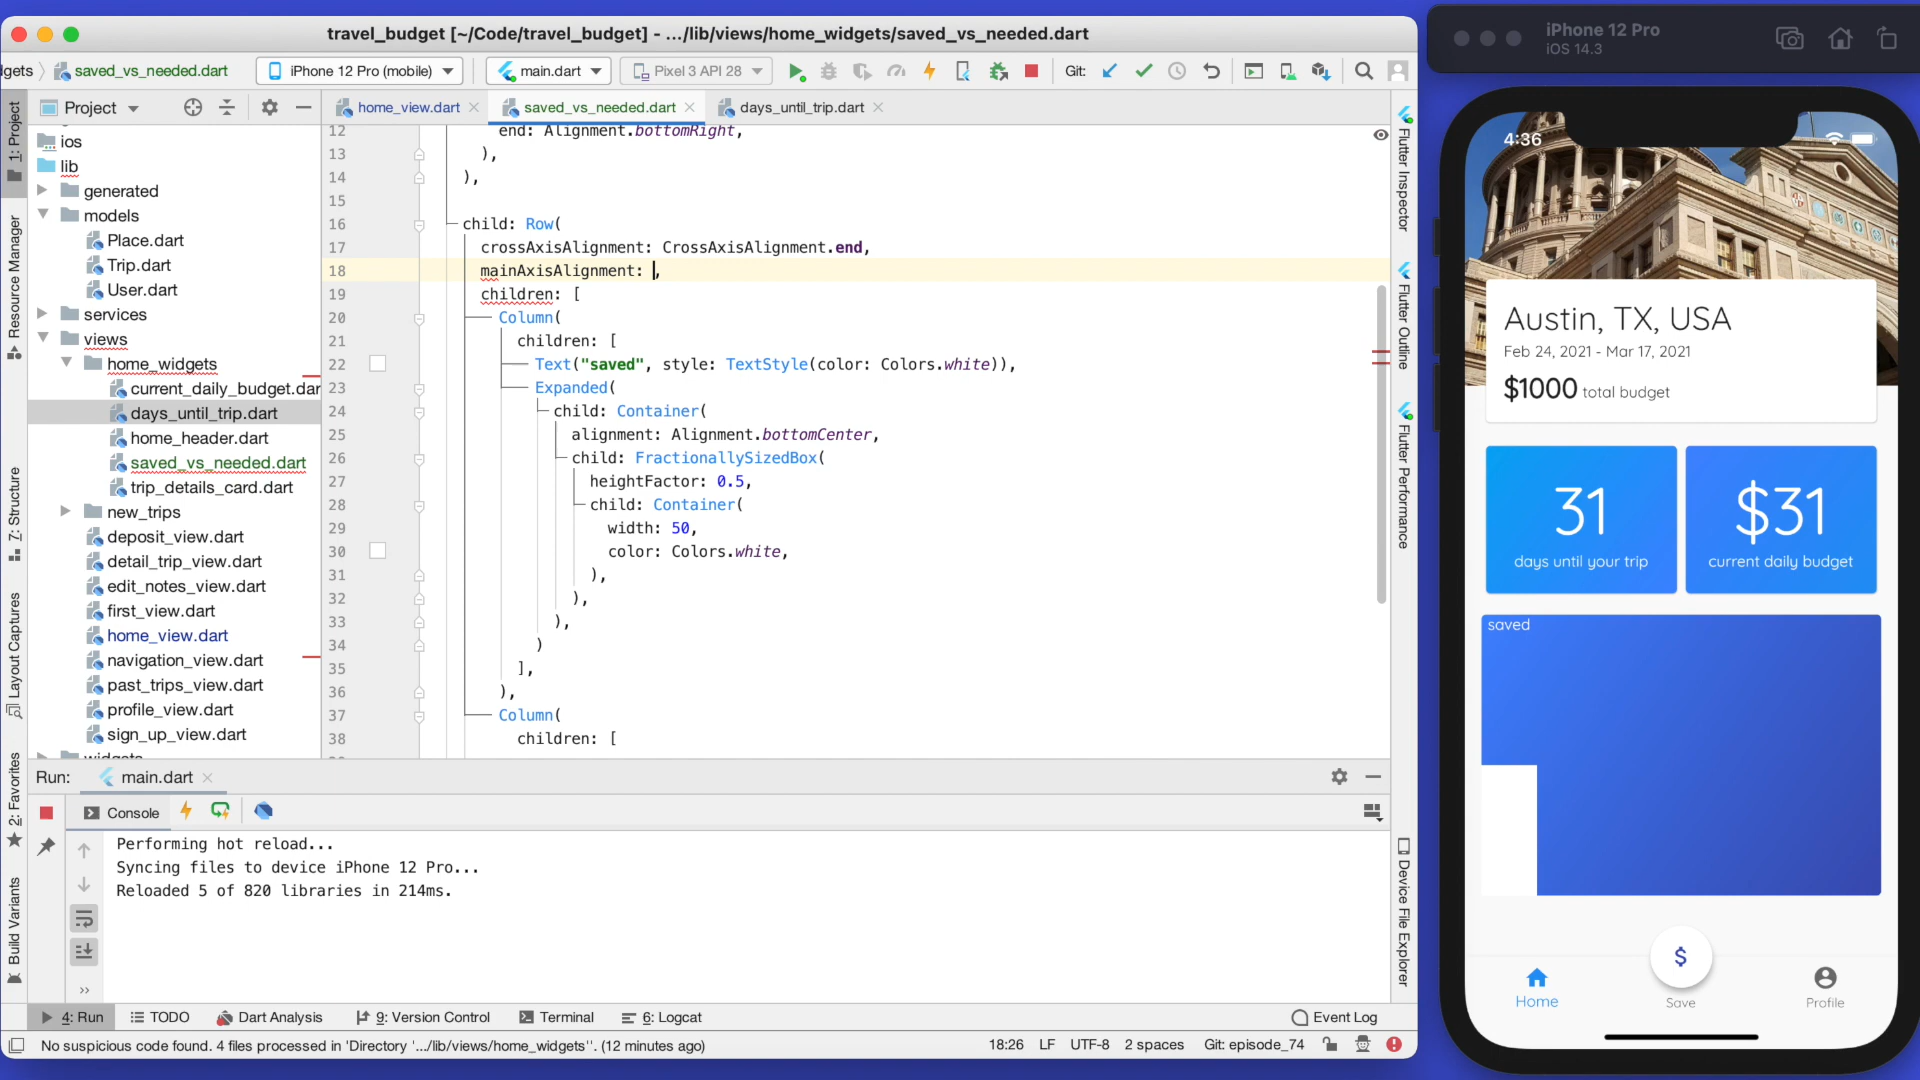 travel_budget [~/Code/travel_budget] - .../lib/views/home_widgets/saved_vs_needed.dart
dgets
saved_vs_needed.dart
iPhone 12 Pro (mobile)
main.dart
Pixel 3 API 28
Git:
Project
home_view.dart
saved_vs_needed.dart
days_until_trip.dart
1: Project
Resource Manager
7: Structure
Layout Captures
2: Favorites
Build Variants
ios
lib
generated
models
Place.dart
Trip.dart
User.dart
services
views
home_widgets
current_daily_budget.dar
days_until_trip.dart
home_header.dart
saved_vs_needed.dart
trip_details_card.dart
new_trips
deposit_view.dart
detail_trip_view.dart
edit_notes_view.dart
first_view.dart
home_view.dart
navigation_view.dart
past_trips_view.dart
profile_view.dart
sign_up_view.dart
widgets
12 end: Alignment.bottomRight,
13 ),
14 ),
15
16 child: Row(
17 crossAxisAlignment: CrossAxisAlignment.end,
18 mainAxisAlignment: ,
19 children: [
20 Column(
21 children: [
22 Text("saved", style: TextStyle(color: Colors.white)),
23 Expanded(
24 child: Container(
25 alignment: Alignment.bottomCenter,
26 child: FractionallySizedBox(
27 heightFactor: 0.5,
28 child: Container(
29 width: 50,
30 color: Colors.white,
31 ),
32 ),
33 ),
34 )
35 ],
36 ),
37 Column(
38 children: [
Flutter Inspector
Flutter Outline
Flutter Performance
Device File Explorer
Run:
main.dart
Console
Performing hot reload...
Syncing files to device iPhone 12 Pro...
Reloaded 5 of 820 libraries in 214ms.
4: Run
TODO
Dart Analysis
9: Version Control
Terminal
6: Logcat
Event Log
No suspicious code found. 4 files processed in 'Directory '.../lib/views/home_widgets''. (12 minutes ago)
18:26
LF
UTF-8
2 spaces
Git: episode_74
iPhone 12 Pro
iOS 14.3
4:36
Austin, TX, USA
Feb 24, 2021 - Mar 17, 2021
$1000 total budget
31
days until your trip
$31
current daily budget
saved
$
Home
Save
Profile